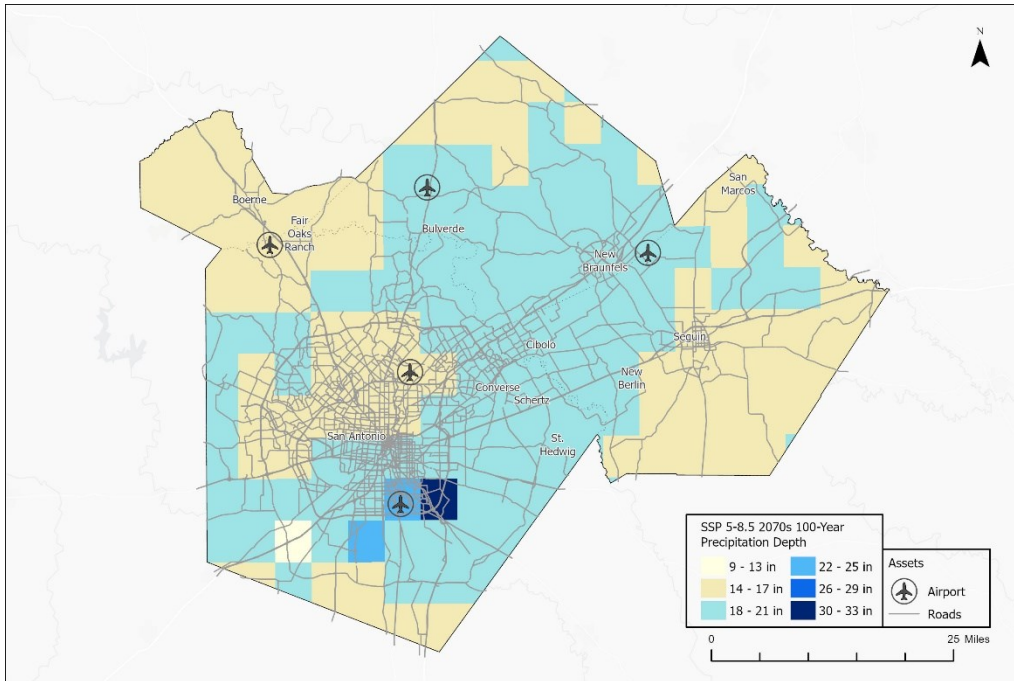 N
San
Marcos
Boerne
Fair
Oaks
Ranch
Bulverde
New
Braunfels
Seguin
Cibolo
New
Berlin
Converse
Schertz
San Antonio
St.
Hedwig
SSP 5-8.5 2070s 100-Year
Precipitation Depth
9 - 13 in
22 - 25 in
14 - 17 in
26 - 29 in
18 - 21 in
30 - 33 in
Assets
Airport
Roads
0
25 Miles